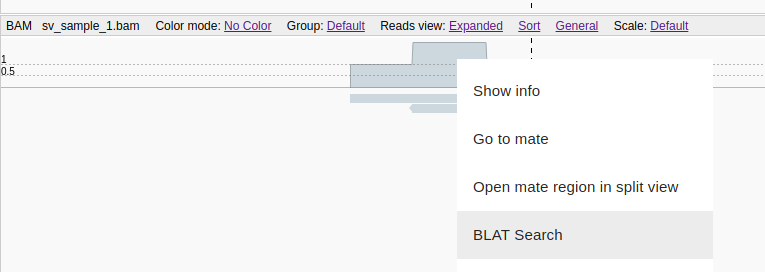 BAM sv_sample_1.bam Color mode: No Color Group: Default Reads view: Expanded Sort General Scale: Default
1
0.5
Show info
Go to mate
Open mate region in split view
BLAT Search